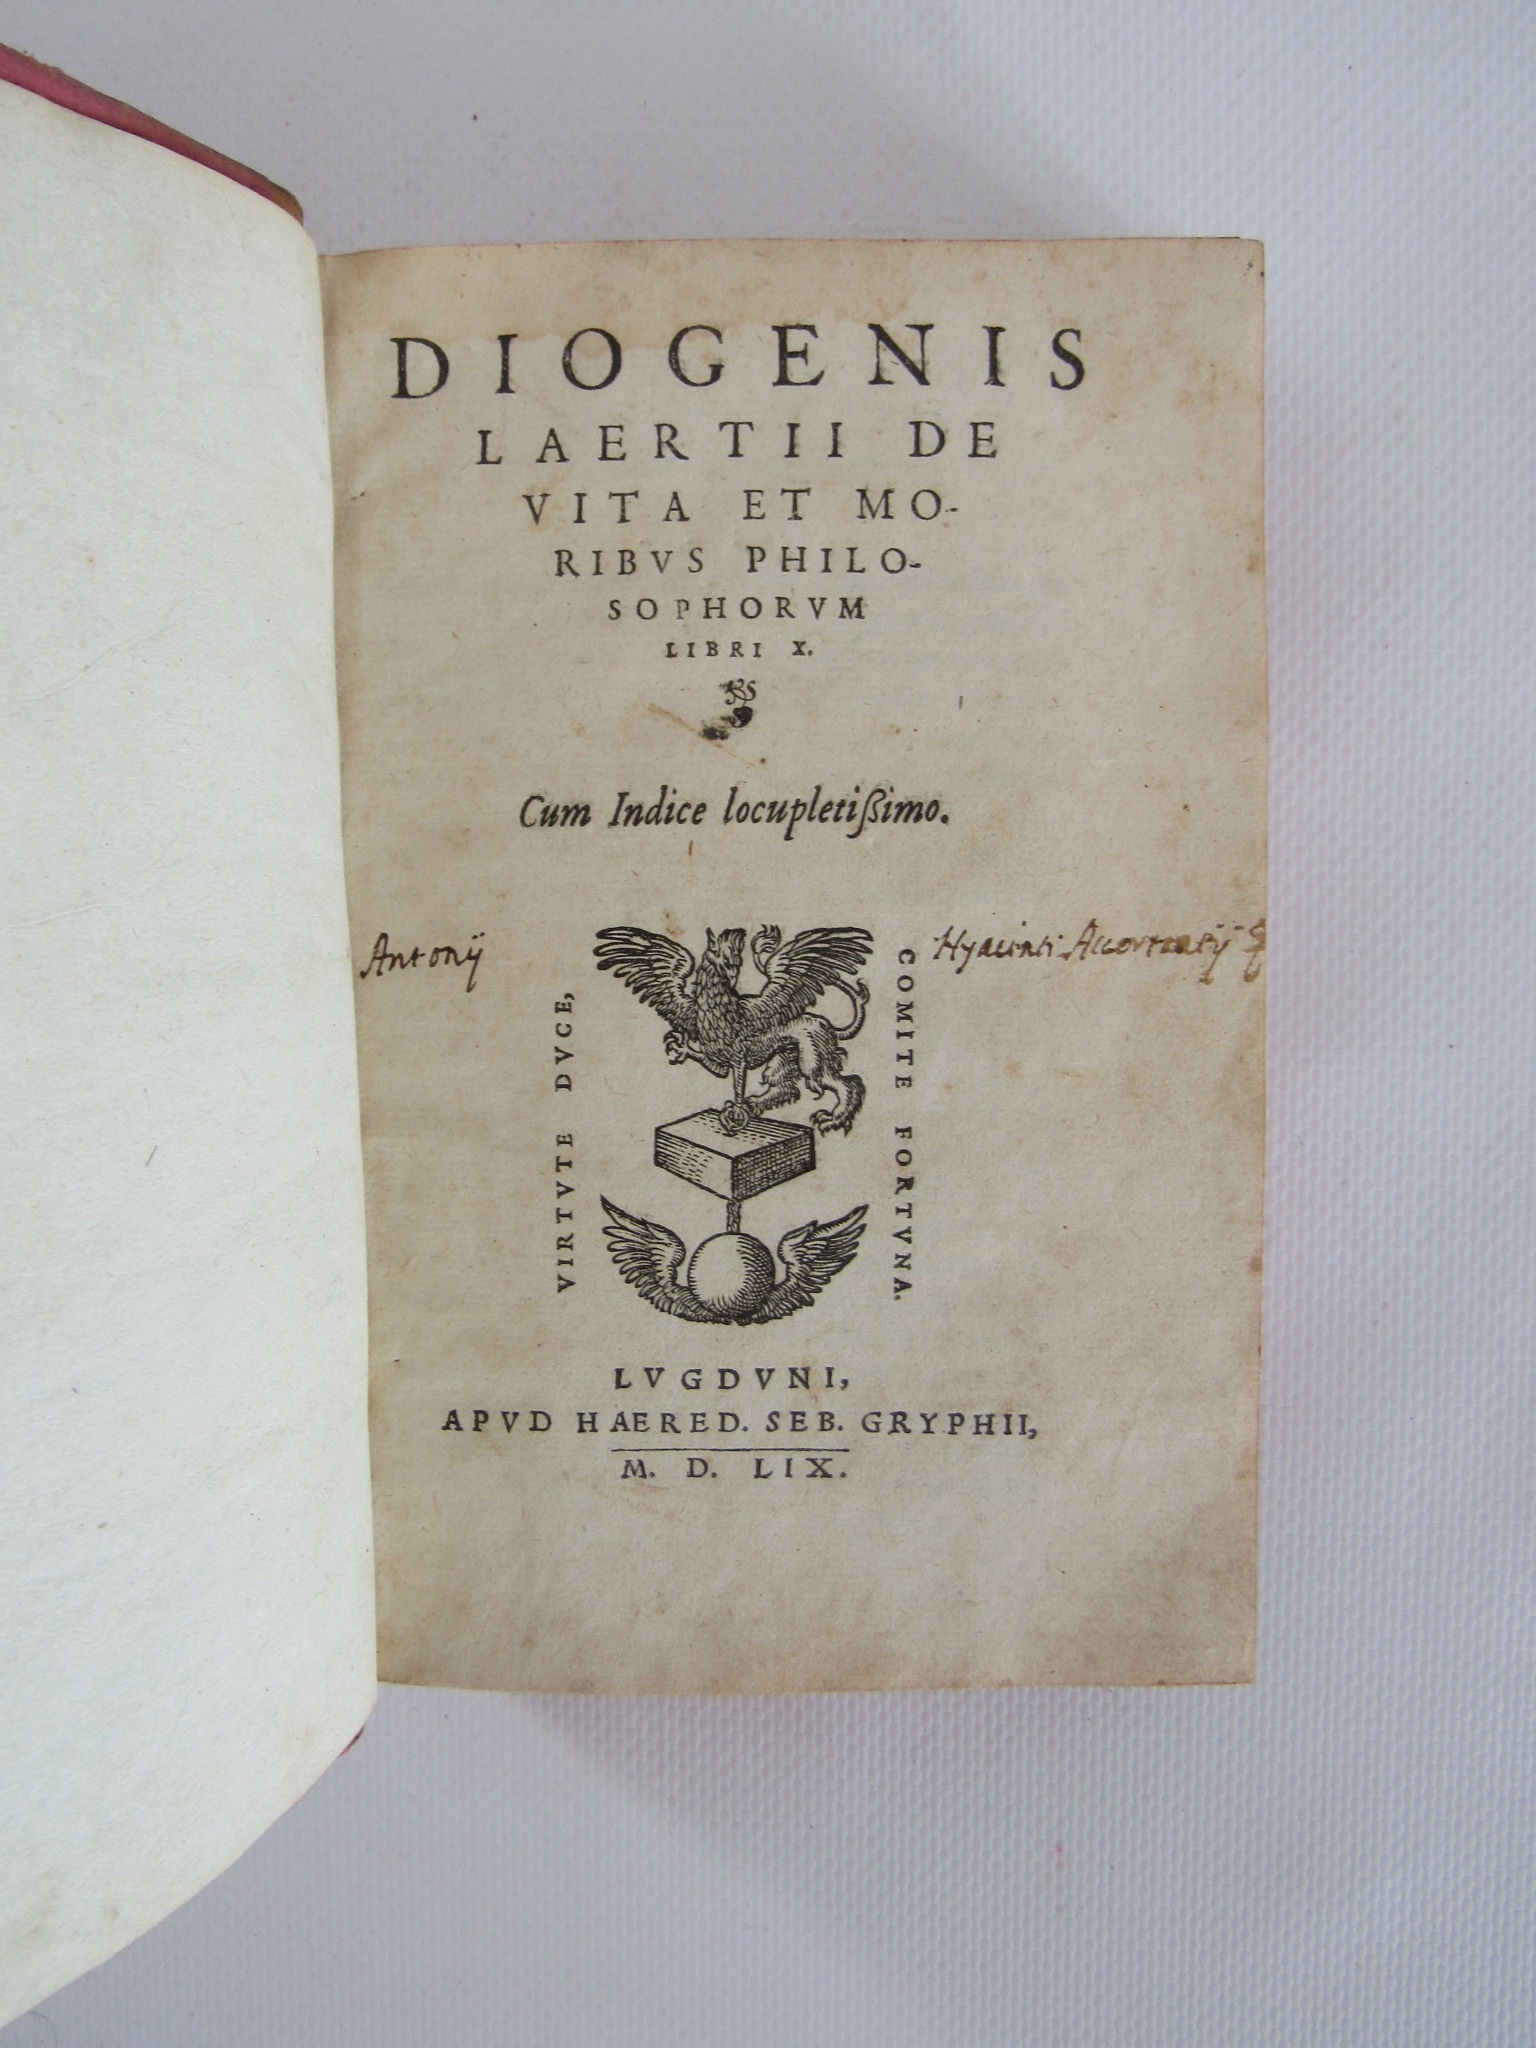 DIOGENIS
LAERTII DE
VITA ET MO-
RIBVS PHILO-
SOPHORVM
LIBRI X.
Cum Indice locupletißimo.
Antonij
Hyacinti
VIRTVTE DVCE,
COMITE FORTVNA.
LVGDVNI,
APVD HAERED. SEB. GRYPHII,
M. D. LIX.